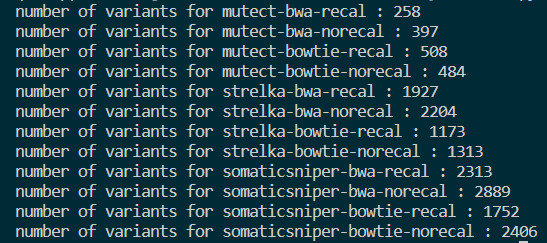 number of variants for mutect-bwa-recal : 258
number of variants for mutect-bwa-norecal : 397
number of variants for mutect-bowtie-recal : 508
number of variants for mutect-bowtie-norecal : 484
number of variants for strelka-bwa-recal : 1927
number of variants for strelka-bwa-norecal : 2204
number of variants for strelka-bowtie-recal : 1173
number of variants for strelka-bowtie-norecal : 1313
number of variants for somaticsniper-bwa-recal : 2313
number of variants for somaticsniper-bwa-norecal : 2889
number of variants for somaticsniper-bowtie-recal : 1752
number of variants for somaticsniper-bowtie-norecal : 2406